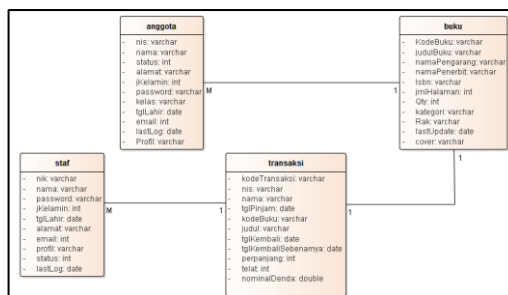 anggota
- nis: varchar
- nama: varchar
- status: int
- alamat: varchar
- jKelamin: int
- password: varchar
- kelas: varchar
- tglLahir: date
- email: int
- lastLog: date
- Profil: varchar
M
1
buku
- KodeBuku: varchar
- judulBuku: varchar
- namaPengarang: varchar
- namaPenerbit: varchar
- Isbn: varchar
- jmlHalaman: int
- Qty: int
- kategori: varchar
- Rak: varchar
- lastUpdate: date
- cover: varchar
1
staf
- nik: varchar
- nama: varchar
- password: varchar
- jKelamin: int
- tglLahir: date
- alamat: varchar
- email: int
- profil: varchar
- status: int
- lastLog: date
M
1
transaksi
- kodeTransaksi: varchar
- nis: varchar
- nama: varchar
- tglPinjam: date
- kodeBuku: varchar
- judul: varchar
- tglKembali: date
- tglKembaliSebenarnya: date
- perpanjang: int
- telat: int
- nominalDenda: double
1